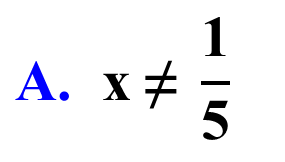 A. x ≠ 1/5